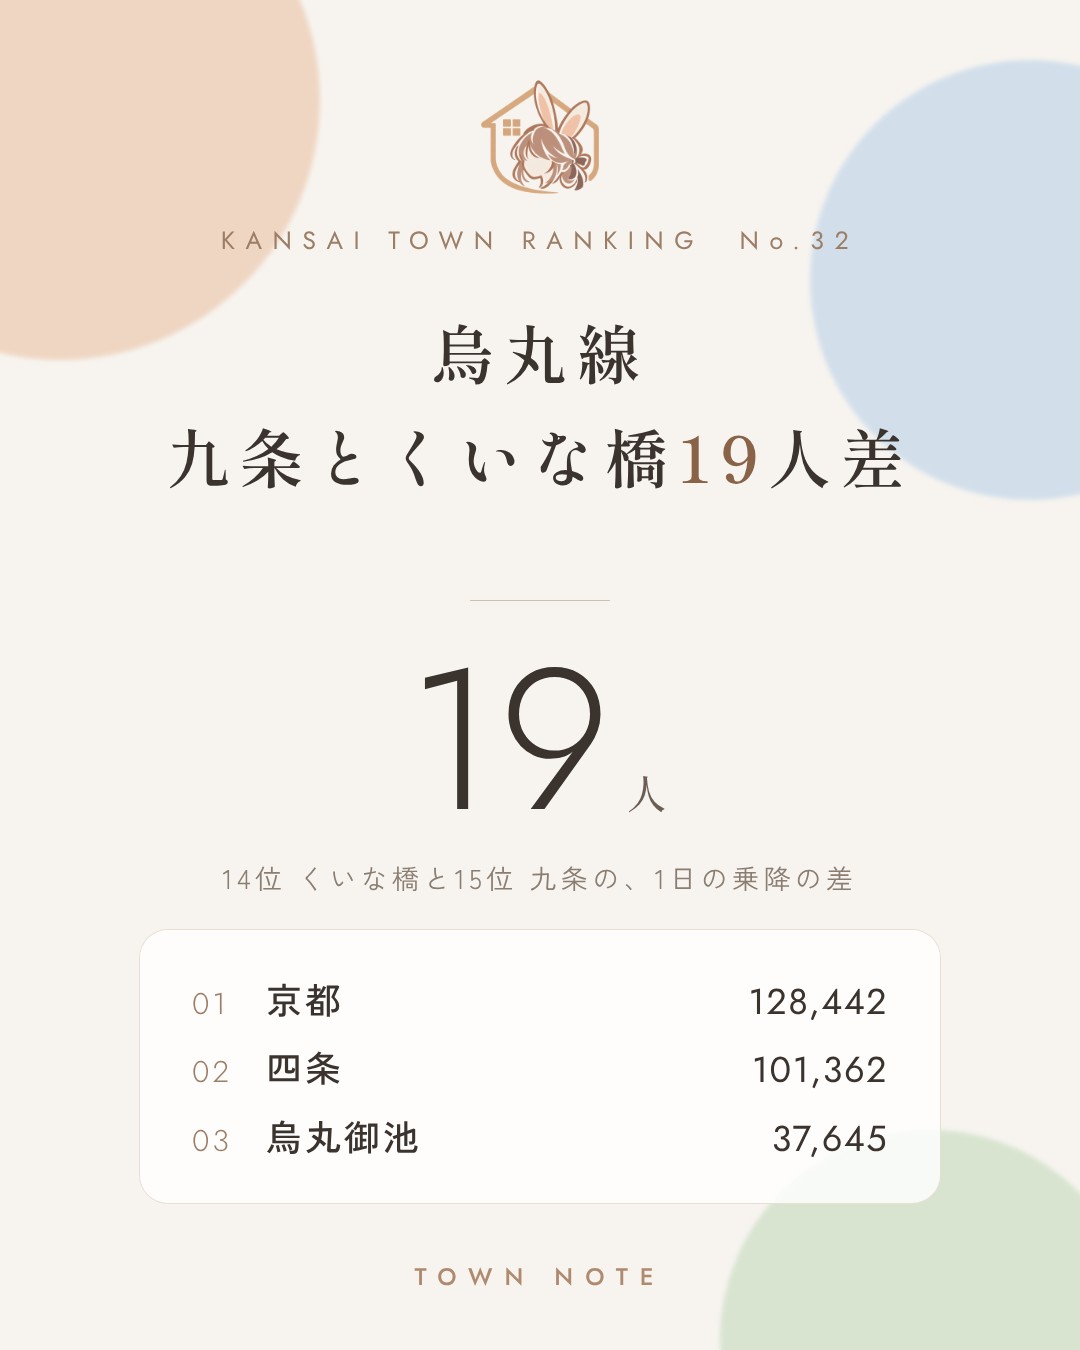 KANSAI TOWN RANKING No.32
烏丸線
九条とくいな橋19人差
19人
14位 くいな橋と15位 九条の、1日の乗降の差
01 京都 128,442
02 四条 101,362
03 烏丸御池 37,645
TOWN NOTE